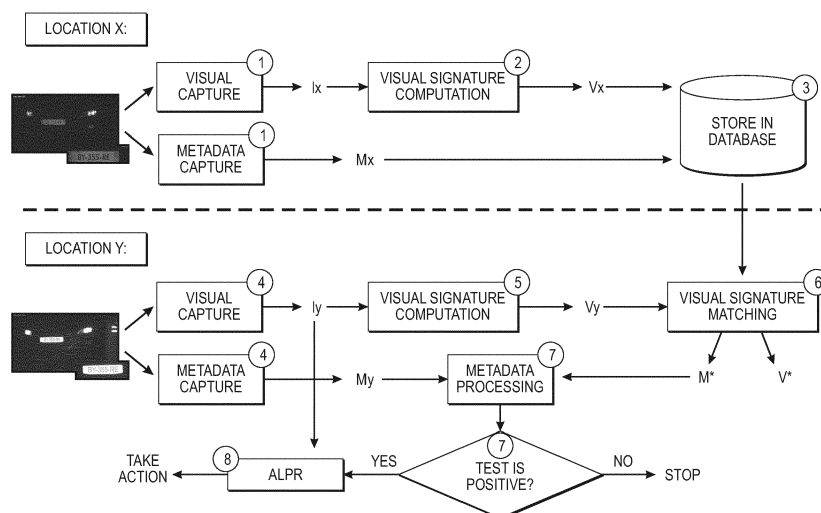 LOCATION X:
1
VISUAL
CAPTURE
Ix
2
VISUAL SIGNATURE
COMPUTATION
Vx
3
STORE IN
DATABASE
BY-355-RE
1
METADATA
CAPTURE
Mx
LOCATION Y:
4
VISUAL
CAPTURE
Iy
5
VISUAL SIGNATURE
COMPUTATION
Vy
6
VISUAL SIGNATURE
MATCHING
BY-355-RE
4
METADATA
CAPTURE
My
7
METADATA
PROCESSING
M*
V*
TAKE
ACTION
8
ALPR
YES
7
TEST IS
POSITIVE?
NO
STOP